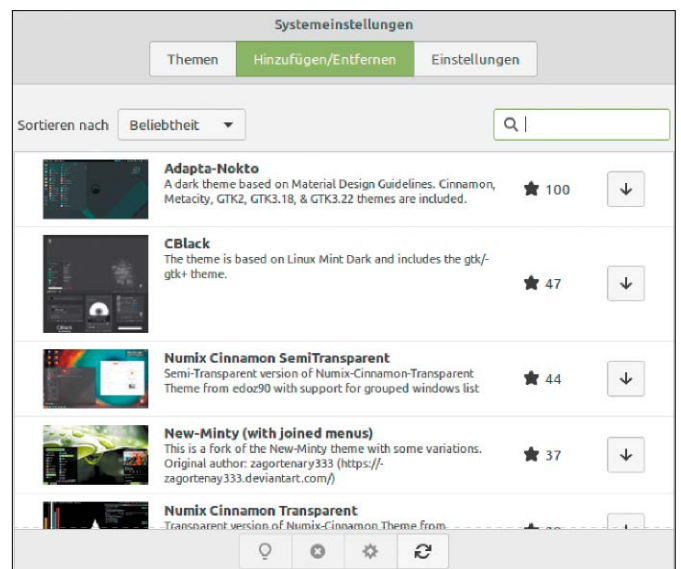 Systemeinstellungen
Themen Hinzufügen/Entfernen Einstellungen
Sortieren nach Beliebtheit
Adapta-Nokto
A dark theme based on Material Design Guidelines. Cinnamon,
Metacity, GTK2, GTK3.18, & GTK3.22 themes are included.
100
CBlack
The theme is based on Linux Mint Dark and includes the gtk/-
gtk+ theme.
47
CBlack
Numix Cinnamon SemiTransparent
Semi-Transparent version of Numix-Cinnamon-Transparent
Theme from edoz90 with support for grouped windows list
44
New-Minty (with joined menus)
This is a fork of the New-Minty theme with some variations.
Original author: zagortenary333 (https://-
zagortenay333.deviantart.com/)
37
Numix Cinnamon Transparent
Transparent version of Numix-Cinnamon Theme from